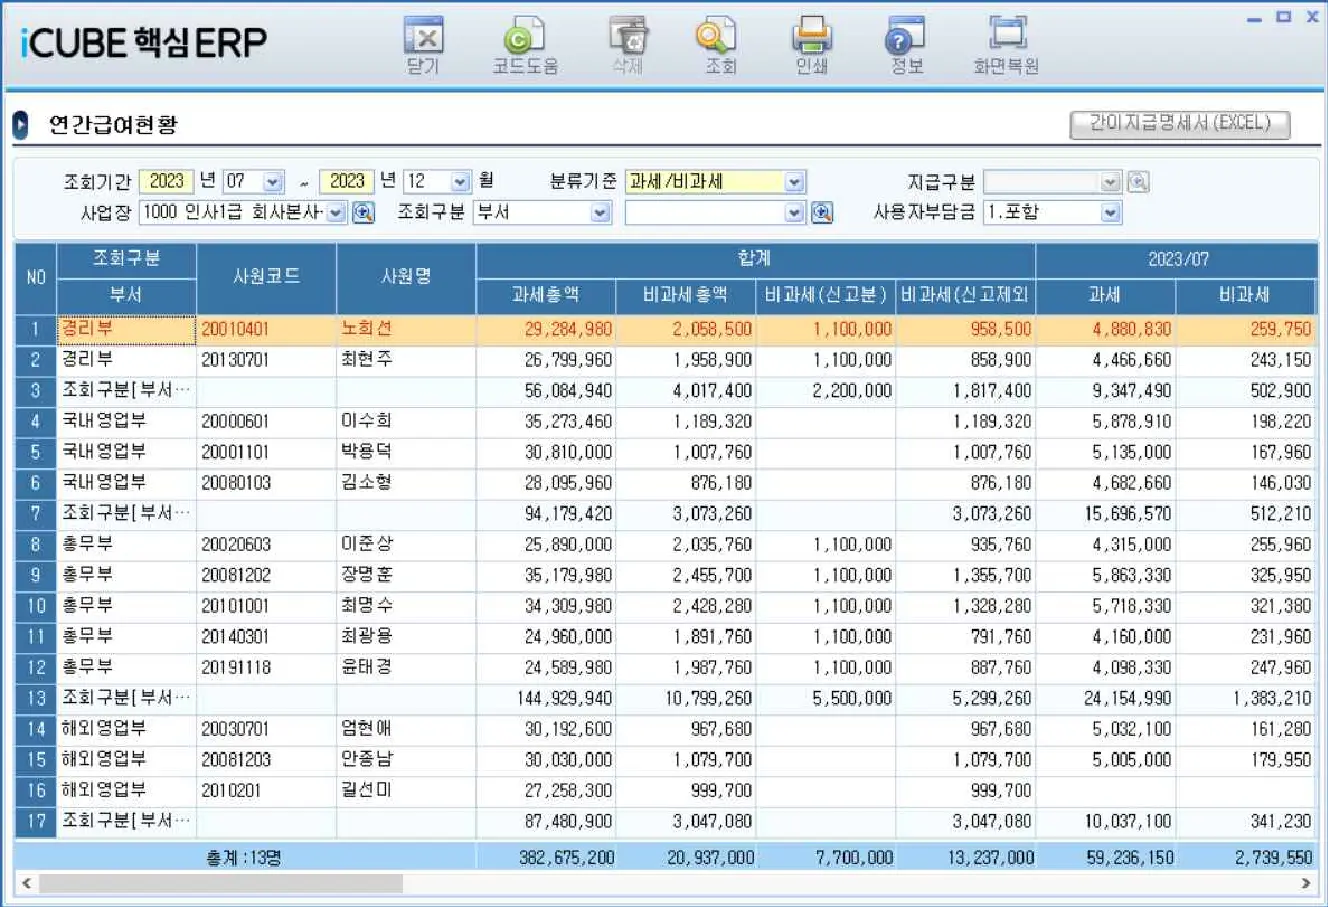 iCUBE 핵심 ERP
닫기 코드도움 삭제 조회 인쇄 정보 화면복원
연간급여현황 간이지급명세서(EXCEL)
조회기간 2023 년 07 ~ 2023 년 12 월 분류기준 과세/비과세 지급구분
사업장 1000 인사1급 회사본사· 조회구분 부서 사용자부담금 1.포함
NO 조회구분 사원코드 사원명 합계 2023/07
부서 과세총액 비과세총액 비과세(신고분) 비과세(신고제외 과세 비과세
1 경리부 20010401 노희선 29,284,980 2,058,500 1,100,000 958,500 4,880,830 259,750
2 경리부 20130701 최현주 26,799,960 1,958,900 1,100,000 858,900 4,466,660 243,150
3 조회구분[부서… 56,084,940 4,017,400 2,200,000 1,817,400 9,347,490 502,900
4 국내영업부 20000601 이수희 35,273,460 1,189,320 1,189,320 5,878,910 198,220
5 국내영업부 20001101 박용덕 30,810,000 1,007,760 1,007,760 5,135,000 167,960
6 국내영업부 20080103 김소형 28,095,960 876,180 876,180 4,682,660 146,030
7 조회구분[부서… 94,179,420 3,073,260 3,073,260 15,696,570 512,210
8 총무부 20020603 이준상 25,890,000 2,035,760 1,100,000 935,760 4,315,000 255,960
9 총무부 20081202 장명훈 35,179,980 2,455,700 1,100,000 1,355,700 5,863,330 325,950
10 총무부 20101001 최명수 34,309,980 2,428,280 1,100,000 1,328,280 5,718,330 321,380
11 총무부 20140301 최광용 24,960,000 1,891,760 1,100,000 791,760 4,160,000 231,960
12 총무부 20191118 윤태경 24,589,980 1,987,760 1,100,000 887,760 4,098,330 247,960
13 조회구분[부서… 144,929,940 10,799,260 5,500,000 5,299,260 24,154,990 1,383,210
14 해외영업부 20030701 엄현애 30,192,600 967,680 967,680 5,032,100 161,280
15 해외영업부 20081203 안종남 30,030,000 1,079,700 1,079,700 5,005,000 179,950
16 해외영업부 2010201 길선미 27,258,300 999,700 999,700
17 조회구분[부서… 87,480,900 3,047,080 3,047,080 10,037,100 341,230
총계:13명 382,675,200 20,937,000 7,700,000 13,237,000 59,236,150 2,739,550